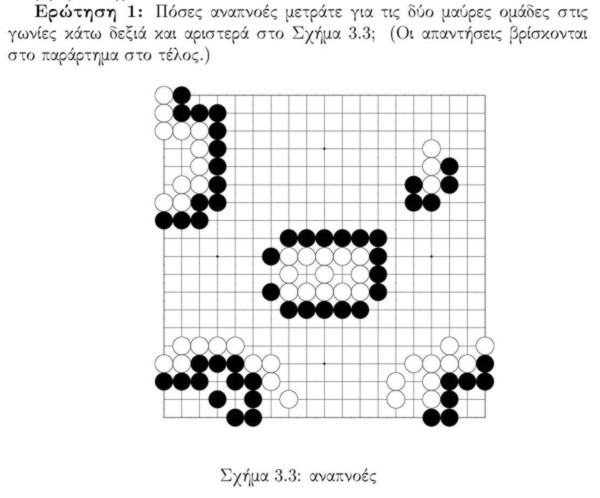 Ερώτηση 1: Πόσες αναπνοές μετράτε για τις δύο μαύρες ομάδες στις
γωνίες κάτω δεξιά και αριστερά στο Σχήμα 3.3; (Οι απαντήσεις βρίσκονται
στο παράρτημα στο τέλος.)
Σχήμα 3.3: αναπνοές